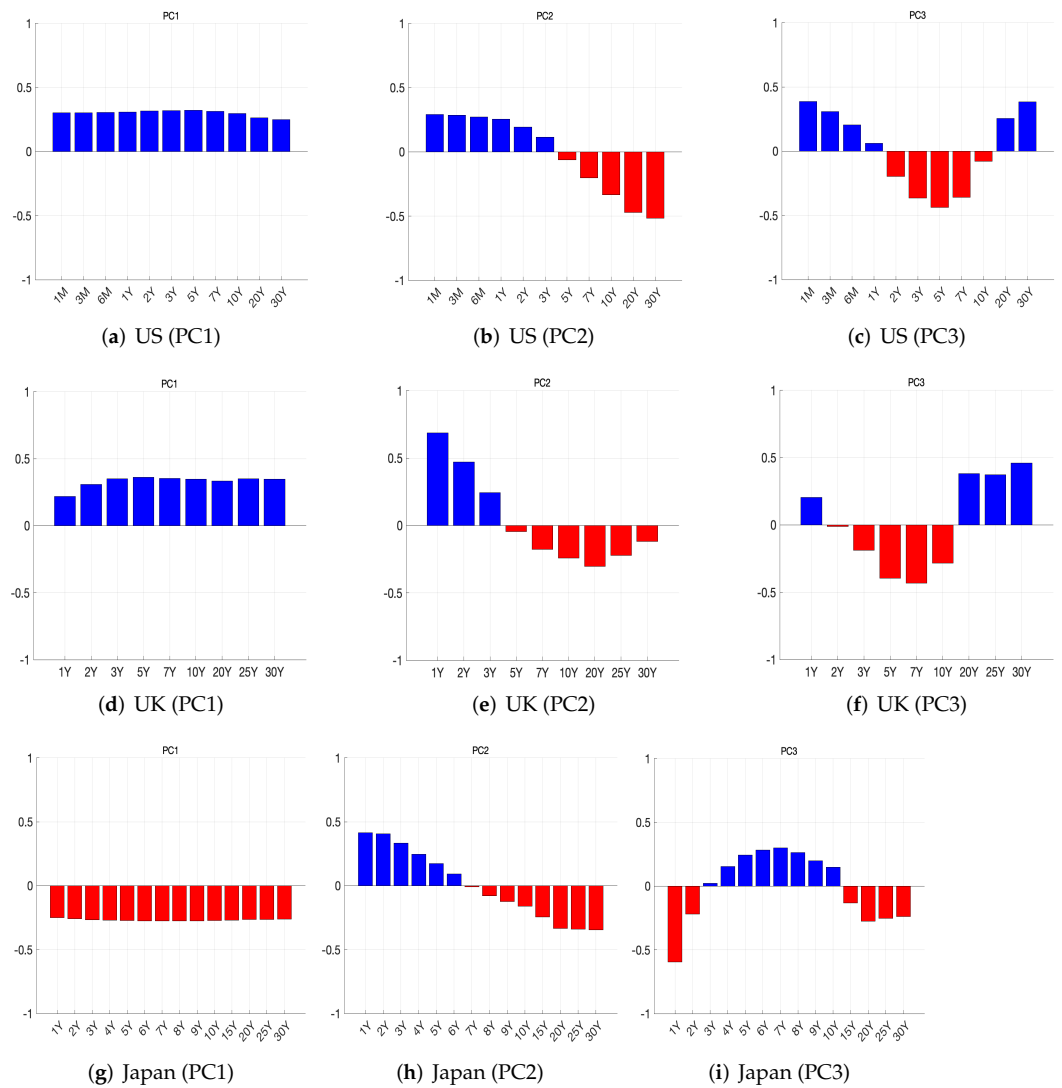 PC1
PC2
PC3
1
0.5
0
-0.5
-1
1M 3M 6M 1Y 2Y 3Y 5Y 7Y 10Y 20Y 30Y
1
0.5
0
-0.5
-1
1M 3M 6M 1Y 2Y 3Y 5Y 7Y 10Y 20Y 30Y
1
0.5
0
-0.5
-1
1M 3M 6M 1Y 2Y 3Y 5Y 7Y 10Y 20Y 30Y
(a) US (PC1)
(b) US (PC2)
(c) US (PC3)
PC1
PC2
PC3
1
0.5
0
-0.5
-1
1Y 2Y 3Y 5Y 7Y 10Y 20Y 25Y 30Y
1
0.5
0
-0.5
-1
1Y 2Y 3Y 5Y 7Y 10Y 20Y 25Y 30Y
1
0.5
0
-0.5
-1
1Y 2Y 3Y 5Y 7Y 10Y 20Y 25Y 30Y
(d) UK (PC1)
(e) UK (PC2)
(f) UK (PC3)
PC1
PC2
PC3
1
0.5
0
-0.5
-1
1Y 2Y 3Y 4Y 5Y 6Y 7Y 8Y 9Y 10Y 15Y 20Y 25Y 30Y
1
0.5
0
-0.5
-1
1Y 2Y 3Y 4Y 5Y 6Y 7Y 8Y 9Y 10Y 15Y 20Y 25Y 30Y
1
0.5
0
-0.5
-1
1Y 2Y 3Y 4Y 5Y 6Y 7Y 8Y 9Y 10Y 15Y 20Y 25Y 30Y
(g) Japan (PC1)
(h) Japan (PC2)
(i) Japan (PC3)